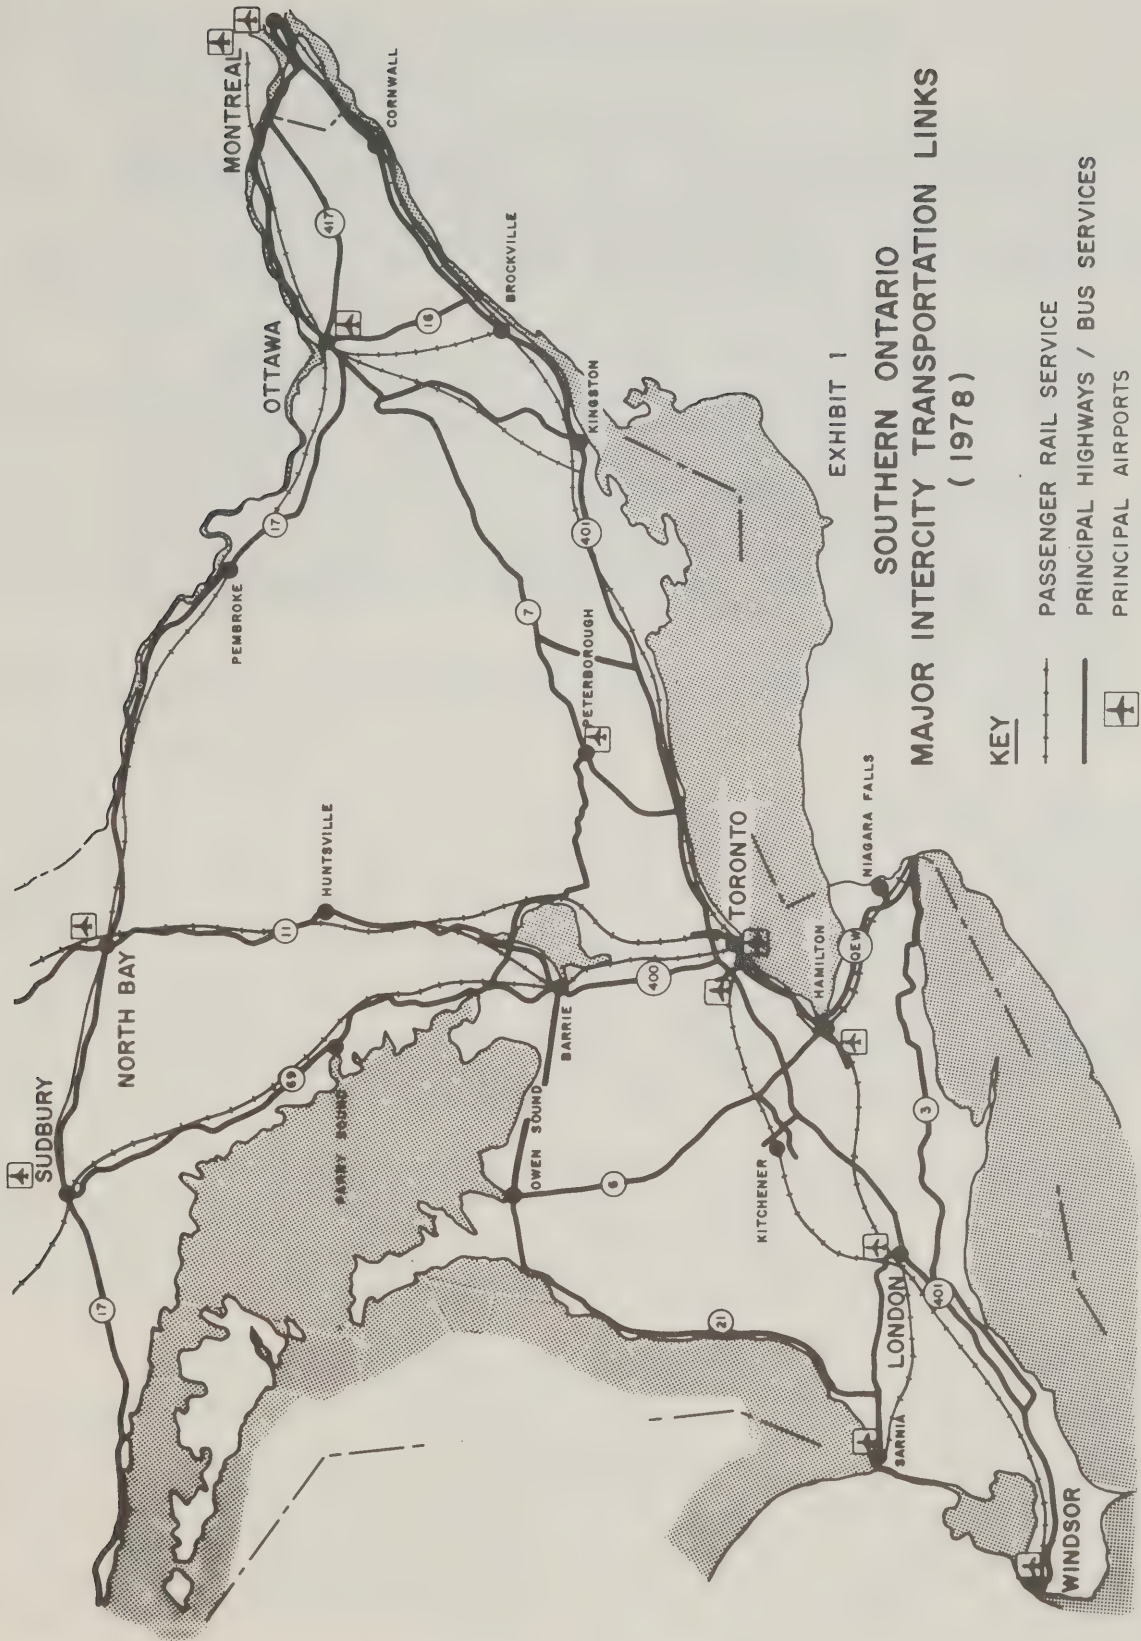 EXHIBIT 1
SOUTHERN ONTARIO
MAJOR INTERCITY TRANSPORTATION LINKS
(1978)
KEY
PASSENGER RAIL SERVICE
PRINCIPAL HIGHWAYS / BUS SERVICES
PRINCIPAL AIRPORTS
SUDBURY
17
NORTH BAY
17
PEMBROKE
OTTAWA
MONTREAL
417
CORNWALL
16
BROCKVILLE
KINGSTON
401
7
PETERBOROUGH
HUNTSVILLE
11
69
PARRY SOUND
BARRIE
400
OWEN SOUND
6
21
TORONTO
HAMILTON
QEW
NIAGARA FALLS
KITCHENER
3
LONDON
401
SARNIA
WINDSOR